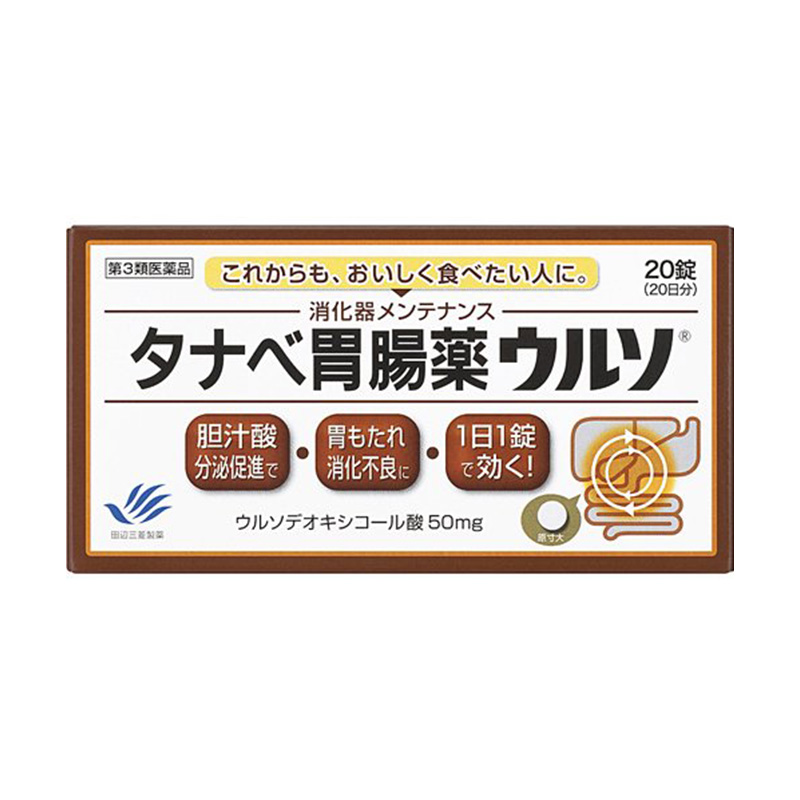 第3類医薬品
これからも、おいしく食べたい人に。
20錠
(20日分)
消化器メンテナンス
タナベ胃腸薬ウルソ®
胆汁酸
分泌促進で
・
胃もたれ
消化不良に
・
1日1錠
で効く!
ウルソデオキシコール酸50mg
原寸大
田辺三菱製薬